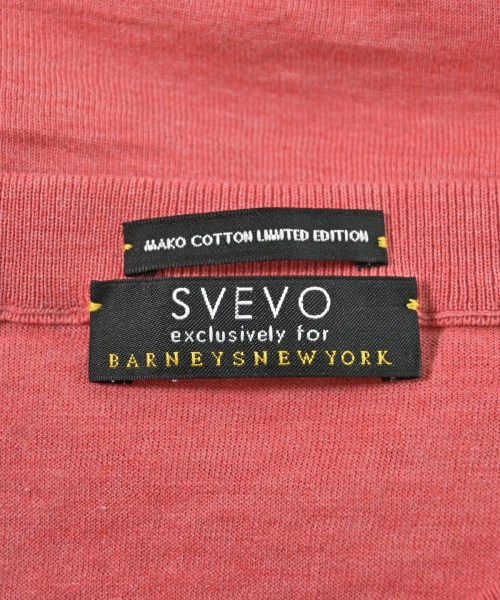 MAKO COTTON LIMITED EDITION
SVEVO
exclusively for
BARNEYSNEWYORK